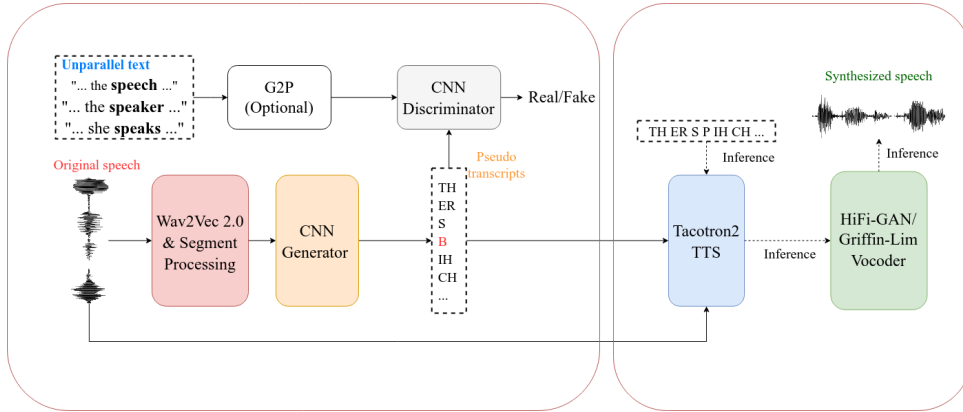 Unparallel text
"... the speech ..."
"... the speaker ..."
"... she speaks ..."
G2P
(Optional)
CNN
Discriminator
Real/Fake
Original speech
Wav2Vec 2.0
& Segment
Processing
CNN
Generator
Pseudo
transcripts
TH
ER
S
B
IH
CH
...
TH ER S P IH CH ...
Inference
Tacotron2
TTS
Inference
Synthesized speech
Inference
HiFi-GAN/
Griffin-Lim
Vocoder